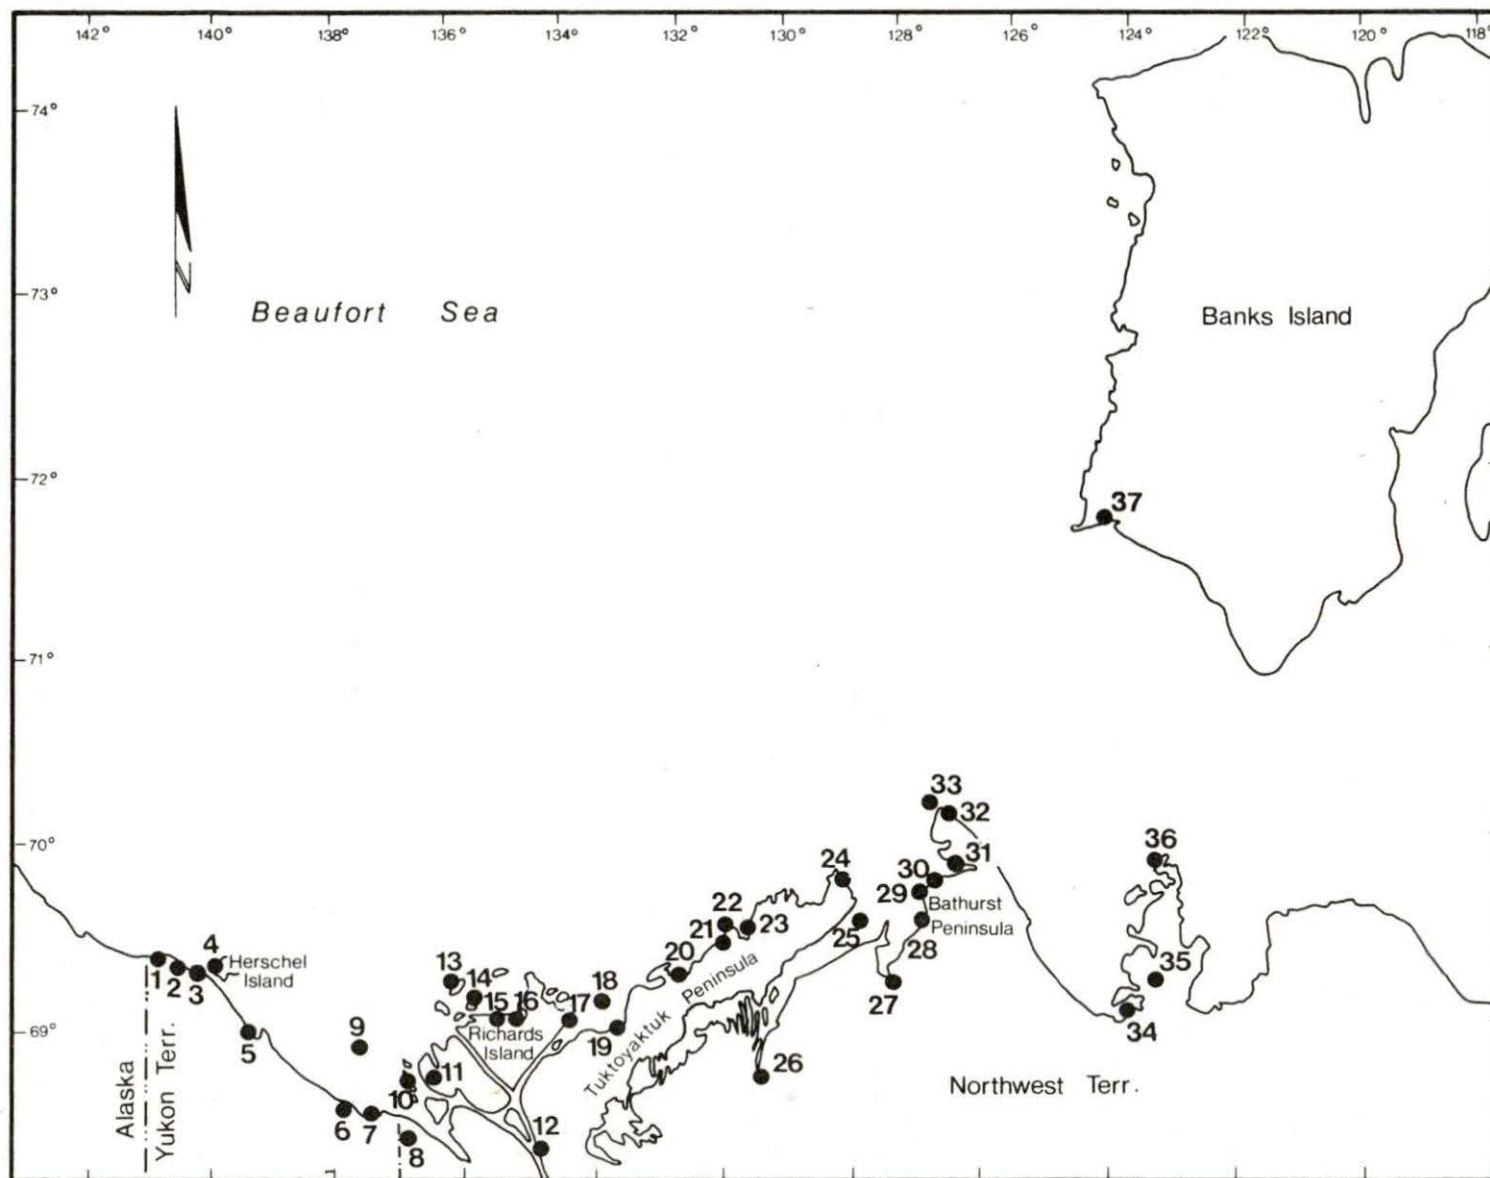 142° 140° 138° 136° 134° 132° 130° 128° 126° 124° 122° 120° 118°
74°
N
73°
Beaufort Sea
Banks Island
72°
37
71°
33
32
70°
36
31
24
30
29
22
Bathurst
23
21
25
Peninsula
28
4
Herschel
Island
20
13
14
18
1 2 3
35
Peninsula
15 16 17
27
34
69°
Richards
Island
19
9
5
Tuktoyaktuk
11
26
Northwest Terr.
10
Alaska
Yukon Terr.
6 7
12
8